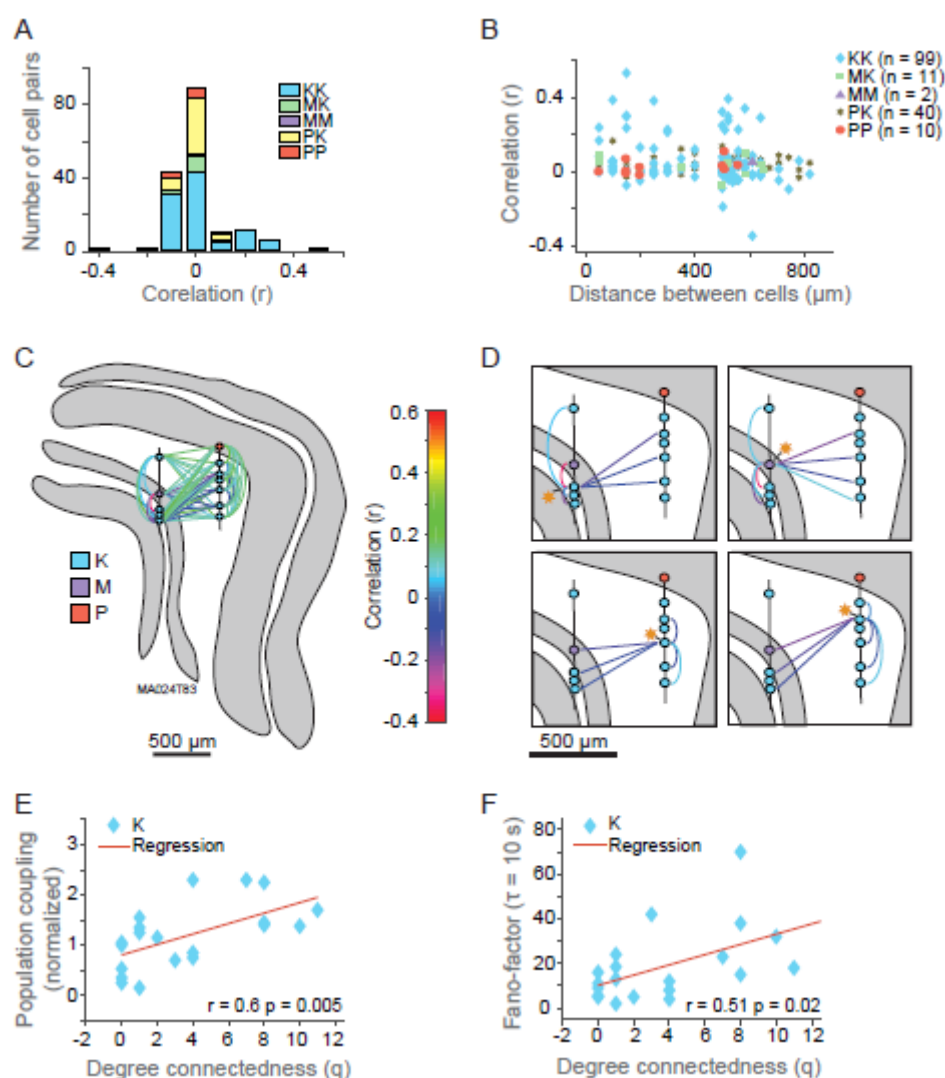 A
Number of cell pairs
80
40
0
-0.4
0
0.4
Corelation (r)
KK
MK
MM
PK
PP
B
Correlation (r)
0.4
0
-0.4
0
400
800
Distance between cells (µm)
KK (n = 99)
MK (n = 11)
MM (n = 2)
PK (n = 40)
PP (n = 10)
C
K
M
P
MA024T83
500 µm
Correlation (r)
0.6
0.4
0.2
0
-0.2
-0.4
D
500 µm
E
Population coupling
(normalized)
3
2
1
0
K
Regression
r = 0.6 p = 0.005
0 2 4 6 8 10 12
Degree connectedness (q)
F
Fano-factor (τ = 10 s)
80
60
40
20
0
K
Regression
r = 0.51 p = 0.02
0 2 4 6 8 10 12
Degree connectedness (q)